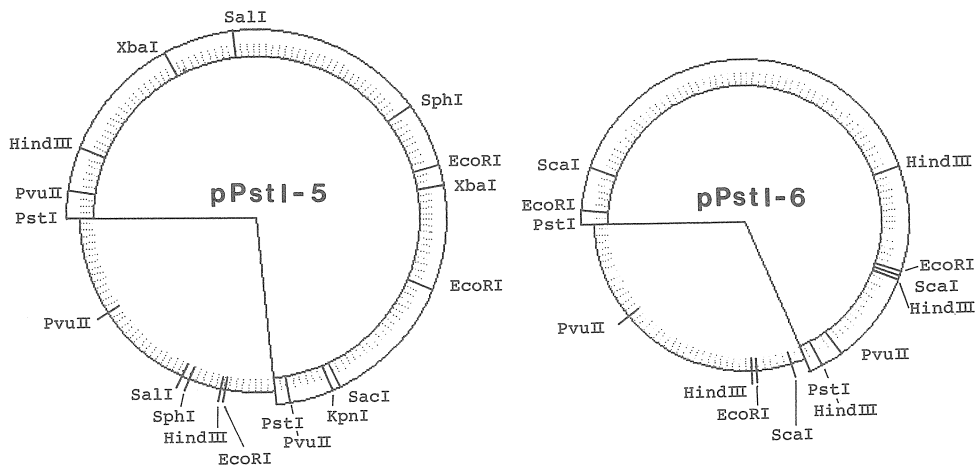 SalI
XbaI
SphI
HindIII
EcoRI
XbaI
PvuII
PstI
pPstI-5
EcoRI
PvuII
SalI
SphI
HindIII
EcoRI
PstI
PvuII
KpnI
SacI
ScaI
HindIII
EcoRI
PstI
pPstI-6
EcoRI
ScaI
HindIII
PvuII
PvuII
HindIII
EcoRI
ScaI
PstI
HindIII